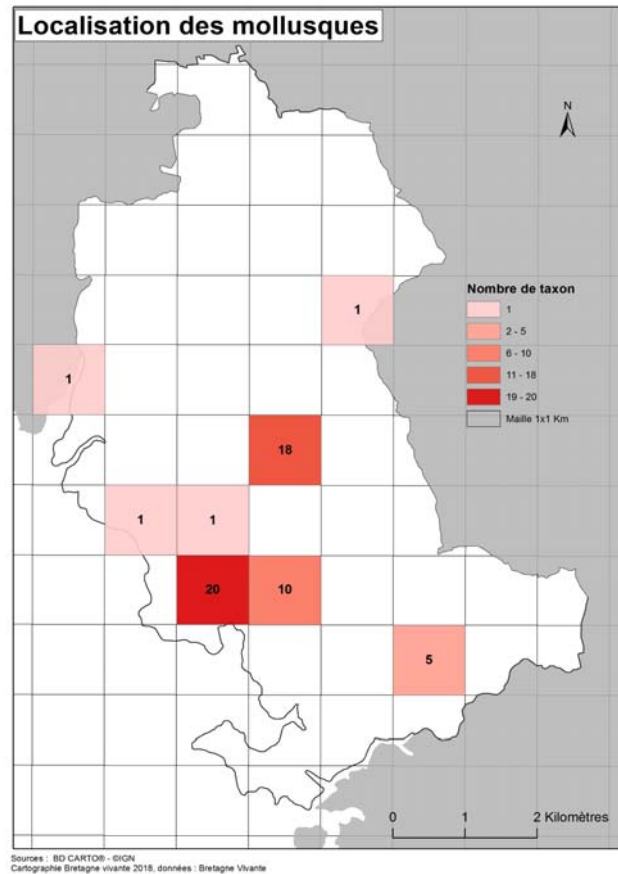 Localisation des mollusques
N
Nombre de taxon
1
2 - 5
6 - 10
11 - 18
19 - 20
Maille 1x1 Km
1
1
18
1 1
20 10
5
0 1 2 Kilomètres
Sources : BD CARTO® - ©IGN
Cartographie Bretagne vivante 2018, données : Bretagne Vivante